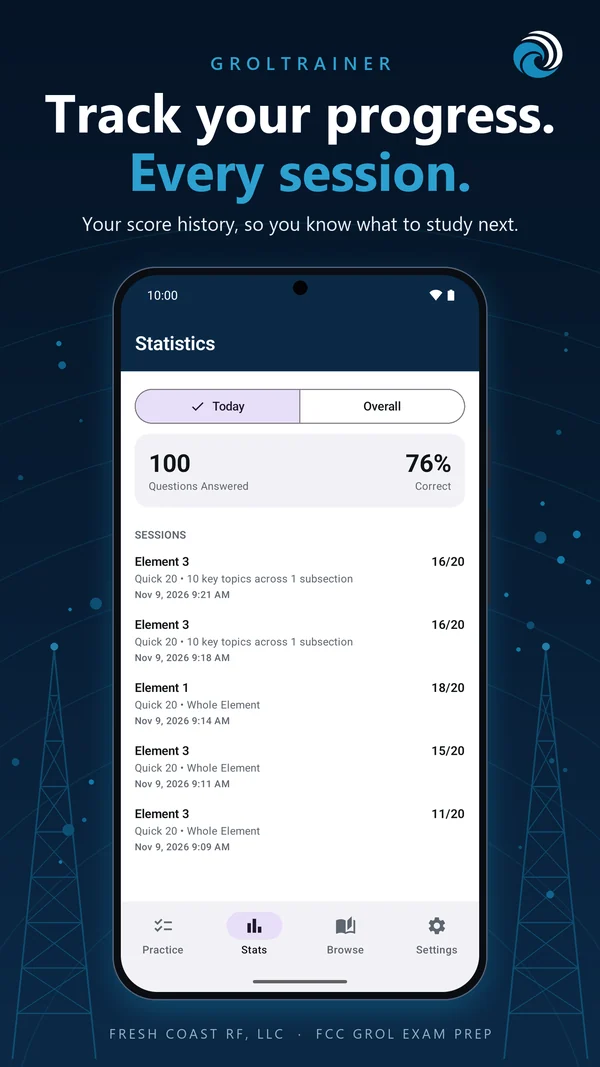 GROLTRAINER
Track your progress.
Every session.
Your score history, so you know what to study next.
10:00
Statistics
Today
Overall
100
76%
Questions Answered
Correct
SESSIONS
Element 3
16/20
Quick 20 • 10 key topics across 1 subsection
Nov 9, 2026 9:21 AM
Element 3
16/20
Quick 20 • 10 key topics across 1 subsection
Nov 9, 2026 9:18 AM
Element 1
18/20
Quick 20 • Whole Element
Nov 9, 2026 9:14 AM
Element 3
15/20
Quick 20 • Whole Element
Nov 9, 2026 9:11 AM
Element 3
11/20
Quick 20 • Whole Element
Nov 9, 2026 9:09 AM
Practice
Stats
Browse
Settings
FRESH COAST RF, LLC · FCC GROL EXAM PREP